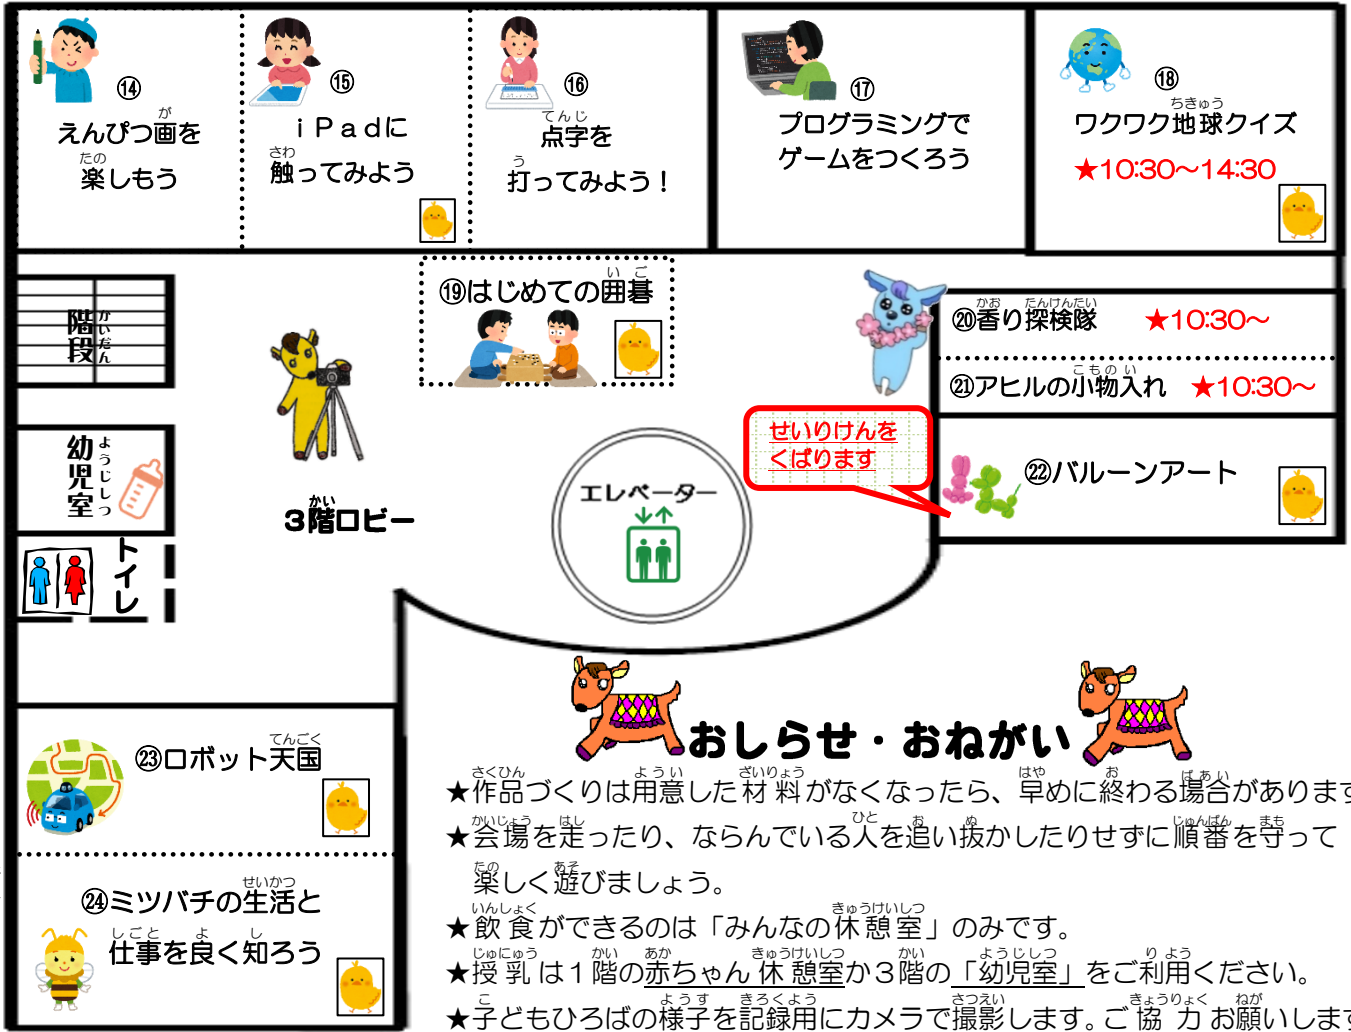 ⑭
えんぴつ画を
楽しもう
⑮
ｉＰａｄに
触ってみよう
⑯
点字を
打ってみよう！
⑰
プログラミングで
ゲームをつくろう
⑱
ワクワク地球クイズ
★10:30～14:30
⑲はじめての囲碁
階段
かいだん
⑳香り探検隊 ★10:30～
㉑アヒルの小物入れ ★10:30～
せいりけんを
くばります
㉒バルーンアート
幼児室
ようじしつ
エレベーター
３階ロビー
トイレ
おしらせ・おねがい
㉓ロボット天国
㉔ミツバチの生活と
仕事を良く知ろう
★作品づくりは用意した材料がなくなったら、早めに終わる場合があります
★会場を走ったり、ならんでいる人を追い抜かしたりせずに順番を守って
楽しく遊びましょう。
★飲食ができるのは「みんなの休憩室」のみです。
★授乳は１階の赤ちゃん休憩室か３階の「幼児室」をご利用ください。
★子どもひろばの様子を記録用にカメラで撮影します。ご協力お願いします